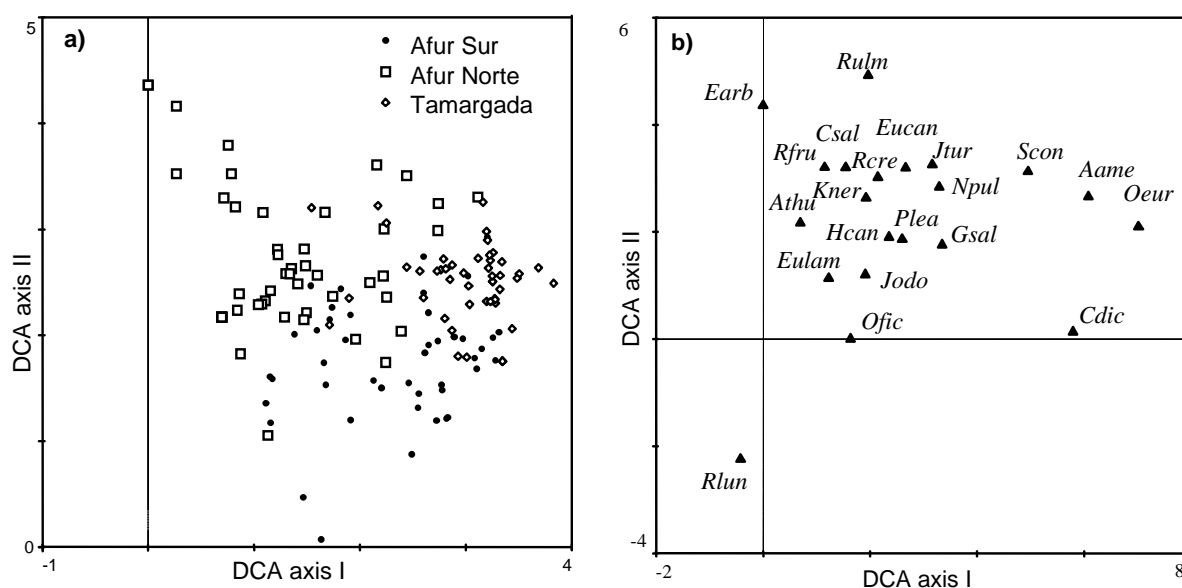 5
a)
Afur Sur
Afur Norte
Tamargada
DCA axis II
0
-1
DCA axis I
4
6
b)
Rulm
Earb
Csal
Eucan
Rfru
Rcre
Jtur
Scon
Aame
Kner
Npul
Oeur
Athu
Hcan
Plea
Gsal
Eulam
Jodo
Ofic
Cdic
Rlun
DCA axis II
-4
-2
DCA axis I
8